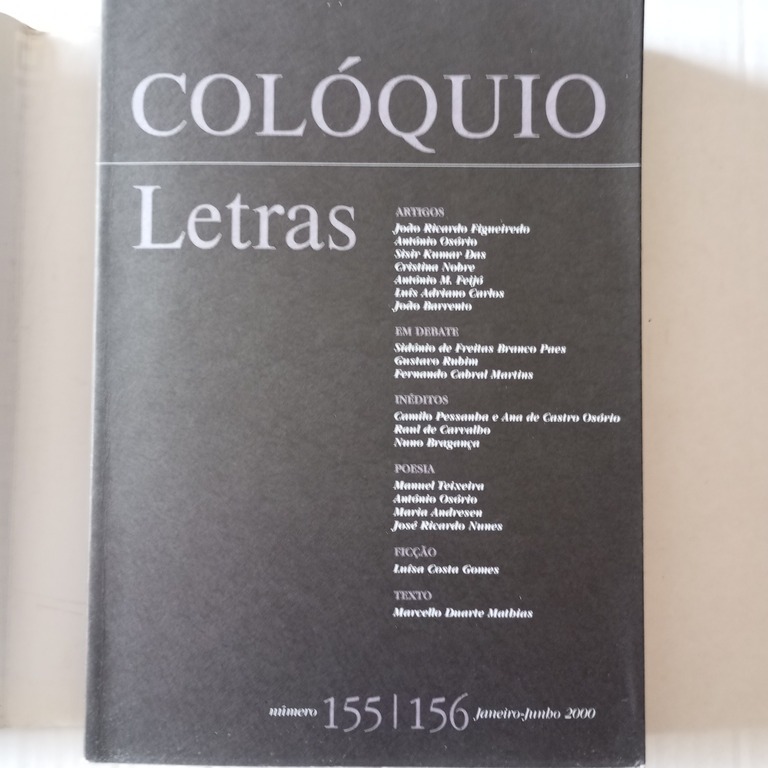 COLÓQUIO
Letras
ARTIGOS
João Ricardo Figueiredo
António Osório
Sisir Kumar Das
Cristina Nobre
António M. Feijó
Luís Adriano Carlos
João Barrento
EM DEBATE
Sidónio de Freitas Branco Paes
Gustavo Rubim
Fernando Cabral Martins
INÉDITOS
Camilo Pessanha e Ana de Castro Osório
Raul de Carvalho
Nuno Bragança
POESIA
Manuel Teixeira
António Osório
Maria Andresen
José Ricardo Nunes
FICÇÃO
Luísa Costa Gomes
TEXTO
Marcello Duarte Mathias
número 155|156 Janeiro-Junho 2000